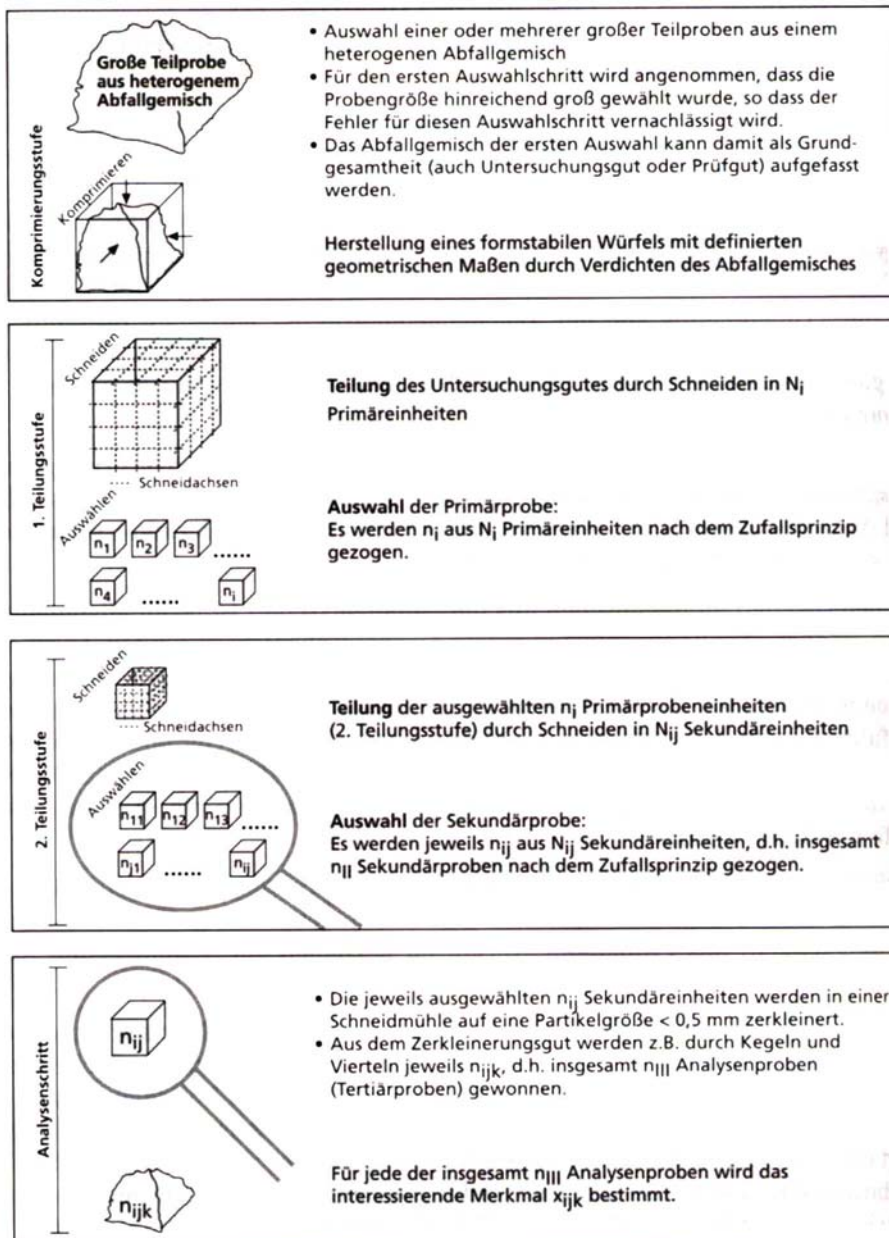 Komprimierungsstufe
Große Teilprobe
aus heterogenem
Abfallgemisch
Komprimieren
• Auswahl einer oder mehrerer großer Teilproben aus einem
heterogenen Abfallgemisch
• Für den ersten Auswahlschritt wird angenommen, dass die
Probengröße hinreichend groß gewählt wurde, so dass der
Fehler für diesen Auswahlschritt vernachlässigt wird.
• Das Abfallgemisch der ersten Auswahl kann damit als Grund-
gesamtheit (auch Untersuchungsgut oder Prüfgut) aufgefasst
werden.
Herstellung eines formstabilen Würfels mit definierten
geometrischen Maßen durch Verdichten des Abfallgemisches
1. Teilungsstufe
Schneiden
···· Schneidachsen
Auswählen
n1 n2 n3 ......
n4 ...... ni
Teilung des Untersuchungsgutes durch Schneiden in Ni
Primäreinheiten
Auswahl der Primärprobe:
Es werden ni aus Ni Primäreinheiten nach dem Zufallsprinzip
gezogen.
2. Teilungsstufe
Schneiden
···· Schneidachsen
Auswählen
n11 n12 n13 ......
nj1 ...... nij
Teilung der ausgewählten ni Primärprobeneinheiten
(2. Teilungsstufe) durch Schneiden in Nij Sekundäreinheiten
Auswahl der Sekundärprobe:
Es werden jeweils nij aus Nij Sekundäreinheiten, d.h. insgesamt
nII Sekundärproben nach dem Zufallsprinzip gezogen.
Analysenschritt
nij
nijk
• Die jeweils ausgewählten nij Sekundäreinheiten werden in einer
Schneidmühle auf eine Partikelgröße < 0,5 mm zerkleinert.
• Aus dem Zerkleinerungsgut werden z.B. durch Kegeln und
Vierteln jeweils nijk, d.h. insgesamt nIII Analysenproben
(Tertiärproben) gewonnen.
Für jede der insgesamt nIII Analysenproben wird das
interessierende Merkmal xijk bestimmt.